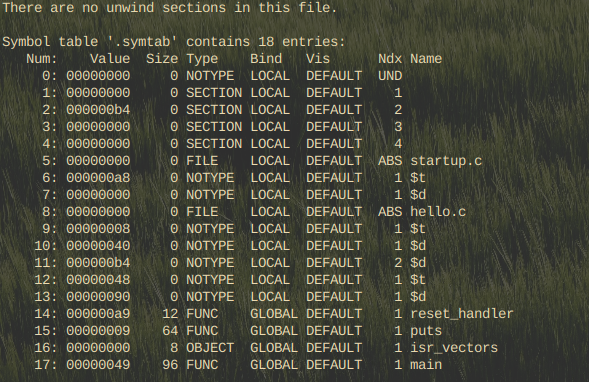 There are no unwind sections in this file.

Symbol table '.symtab' contains 18 entries:
   Num:    Value  Size Type    Bind   Vis      Ndx Name
     0: 00000000     0 NOTYPE  LOCAL  DEFAULT  UND
     1: 00000000     0 SECTION LOCAL  DEFAULT    1
     2: 000000b4     0 SECTION LOCAL  DEFAULT    2
     3: 00000000     0 SECTION LOCAL  DEFAULT    3
     4: 00000000     0 SECTION LOCAL  DEFAULT    4
     5: 00000000     0 FILE    LOCAL  DEFAULT  ABS startup.c
     6: 000000a8     0 NOTYPE  LOCAL  DEFAULT    1 $t
     7: 00000000     0 NOTYPE  LOCAL  DEFAULT    1 $d
     8: 00000000     0 FILE    LOCAL  DEFAULT  ABS hello.c
     9: 00000008     0 NOTYPE  LOCAL  DEFAULT    1 $t
    10: 00000040     0 NOTYPE  LOCAL  DEFAULT    1 $d
    11: 000000b4     0 NOTYPE  LOCAL  DEFAULT    2 $d
    12: 00000048     0 NOTYPE  LOCAL  DEFAULT    1 $t
    13: 00000090     0 NOTYPE  LOCAL  DEFAULT    1 $d
    14: 000000a9    12 FUNC    GLOBAL DEFAULT    1 reset_handler
    15: 00000009    64 FUNC    GLOBAL DEFAULT    1 puts
    16: 00000000     8 OBJECT  GLOBAL DEFAULT    1 isr_vectors
    17: 00000049    96 FUNC    GLOBAL DEFAULT    1 main